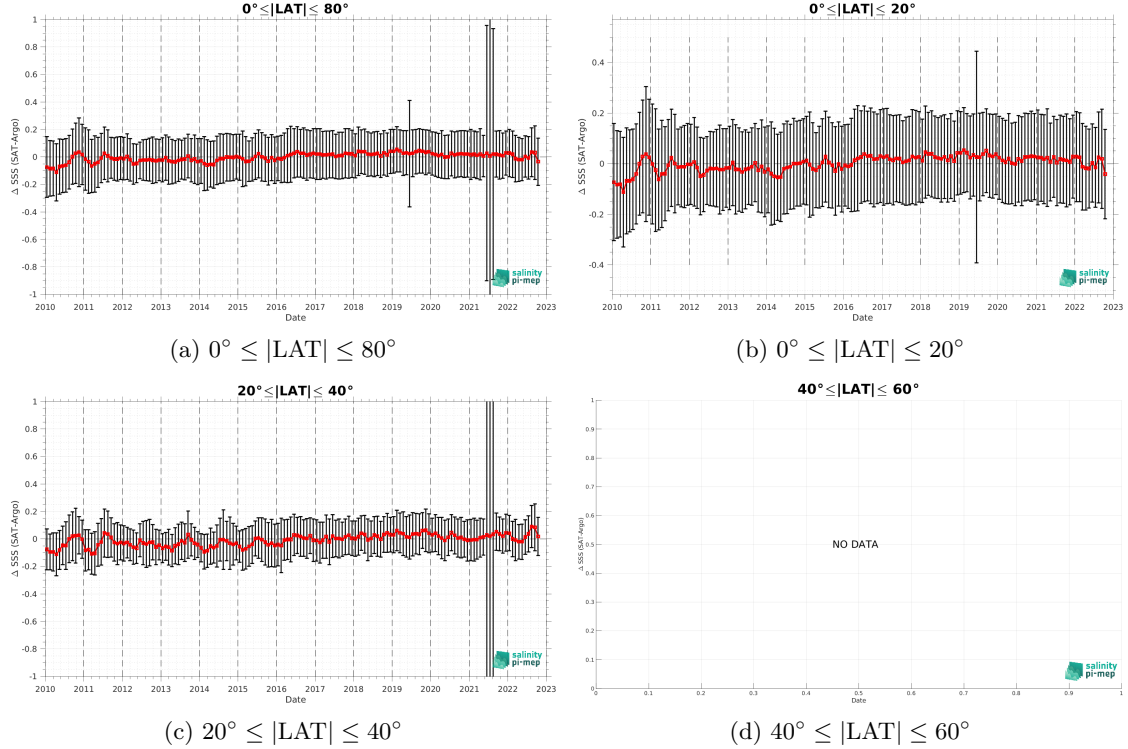 0°≤|LAT|≤ 80°
1
0.8
0.6
0.4
0.2
0
-0.2
-0.4
-0.6
-0.8
-1
Δ SSS (SAT-Argo)
2010 2011 2012 2013 2014 2015 2016 2017 2018 2019 2020 2021 2022 2023
Date
salinity
pi-mep
(a) 0° ≤ |LAT| ≤ 80°
0°≤|LAT|≤ 20°
0.4
0.2
0
-0.2
-0.4
Δ SSS (SAT-Argo)
2010 2011 2012 2013 2014 2015 2016 2017 2018 2019 2020 2021 2022 2023
Date
salinity
pi-mep
(b) 0° ≤ |LAT| ≤ 20°
20°≤|LAT|≤ 40°
1
0.8
0.6
0.4
0.2
0
-0.2
-0.4
-0.6
-0.8
-1
Δ SSS (SAT-Argo)
2010 2011 2012 2013 2014 2015 2016 2017 2018 2019 2020 2021 2022 2023
Date
salinity
pi-mep
(c) 20° ≤ |LAT| ≤ 40°
40°≤|LAT|≤ 60°
1
0.9
0.8
0.7
0.6
0.5
0.4
0.3
0.2
0.1
0
Δ SSS (SAT-Argo)
NO DATA
0 0.1 0.2 0.3 0.4 0.5 0.6 0.7 0.8 0.9 1
Date
salinity
pi-mep
(d) 40° ≤ |LAT| ≤ 60°